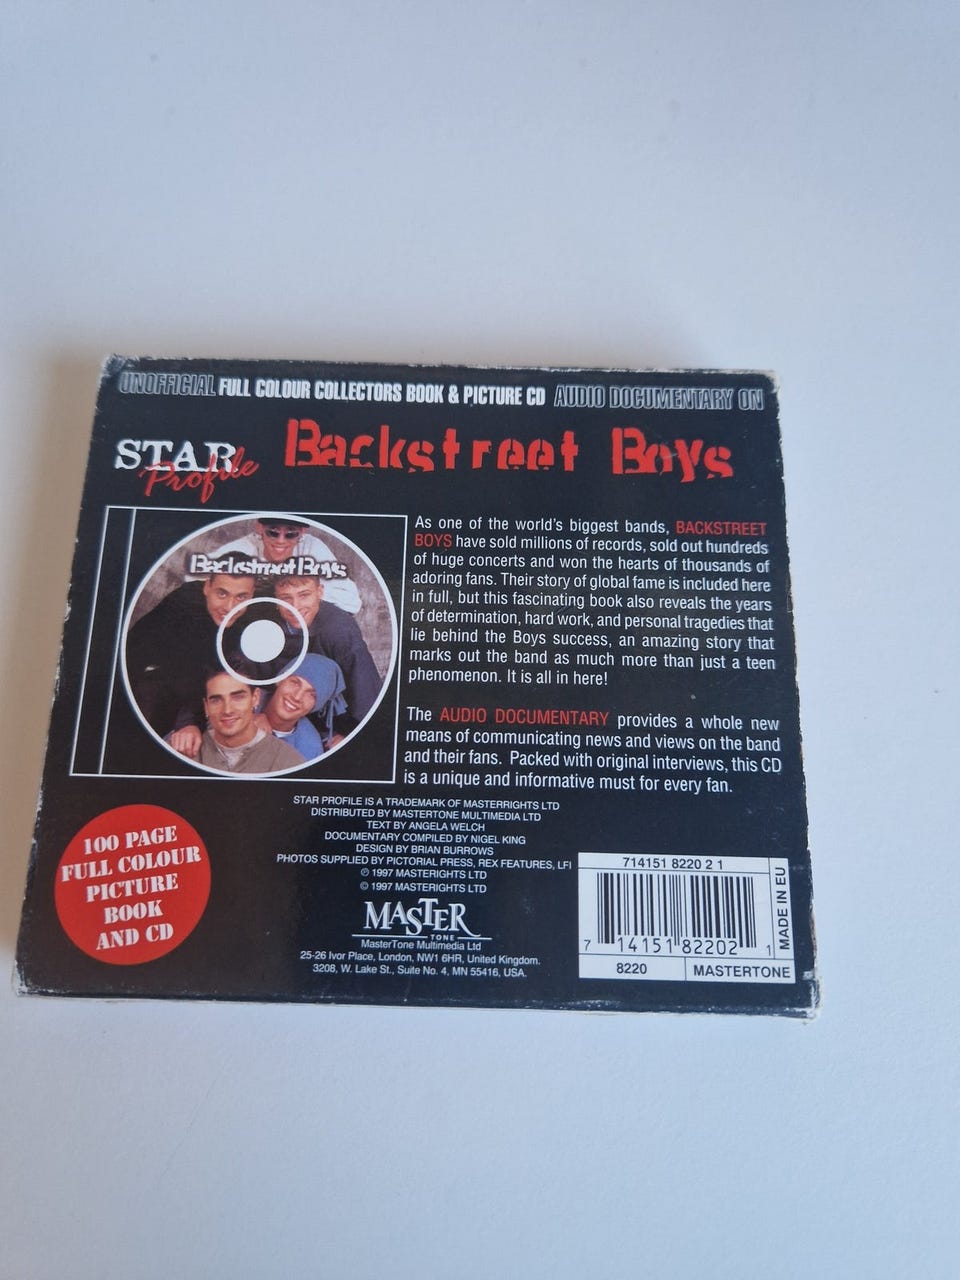 UNOFFICIAL FULL COLOUR COLLECTORS BOOK & PICTURE CD AUDIO DOCUMENTARY ON
STAR Profile
Backstreet Boys
Backstreet Boys
As one of the world's biggest bands, BACKSTREET
BOYS have sold millions of records, sold out hundreds
of huge concerts and won the hearts of thousands of
adoring fans. Their story of global fame is included here
in full, but this fascinating book also reveals the years
of determination, hard work, and personal tragedies that
lie behind the Boys success, an amazing story that
marks out the band as much more than just a teen
phenomenon. It is all in here!
The AUDIO DOCUMENTARY provides a whole new
means of communicating news and views on the band
and their fans. Packed with original interviews, this CD
is a unique and informative must for every fan.
100 PAGE
FULL COLOUR
PICTURE
BOOK
AND CD
STAR PROFILE IS A TRADEMARK OF MASTERRIGHTS LTD
DISTRIBUTED BY MASTERTONE MULTIMEDIA LTD
TEXT BY ANGELA WELCH
DOCUMENTARY COMPILED BY NIGEL KING
DESIGN BY BRIAN BURROWS
PHOTOS SUPPLIED BY PICTORIAL PRESS, REX FEATURES, LFI
© 1997 MASTERIGHTS LTD
© 1997 MASTERIGHTS LTD
MASTER
TONE
MasterTone Multimedia Ltd
25-26 Ivor Place, London, NW1 6HR, United Kingdom.
3208, W. Lake St., Suite No. 4, MN 55416, USA.
714151 8220 2 1
7 14151 82202 1
MADE IN EU
8220 MASTERTONE